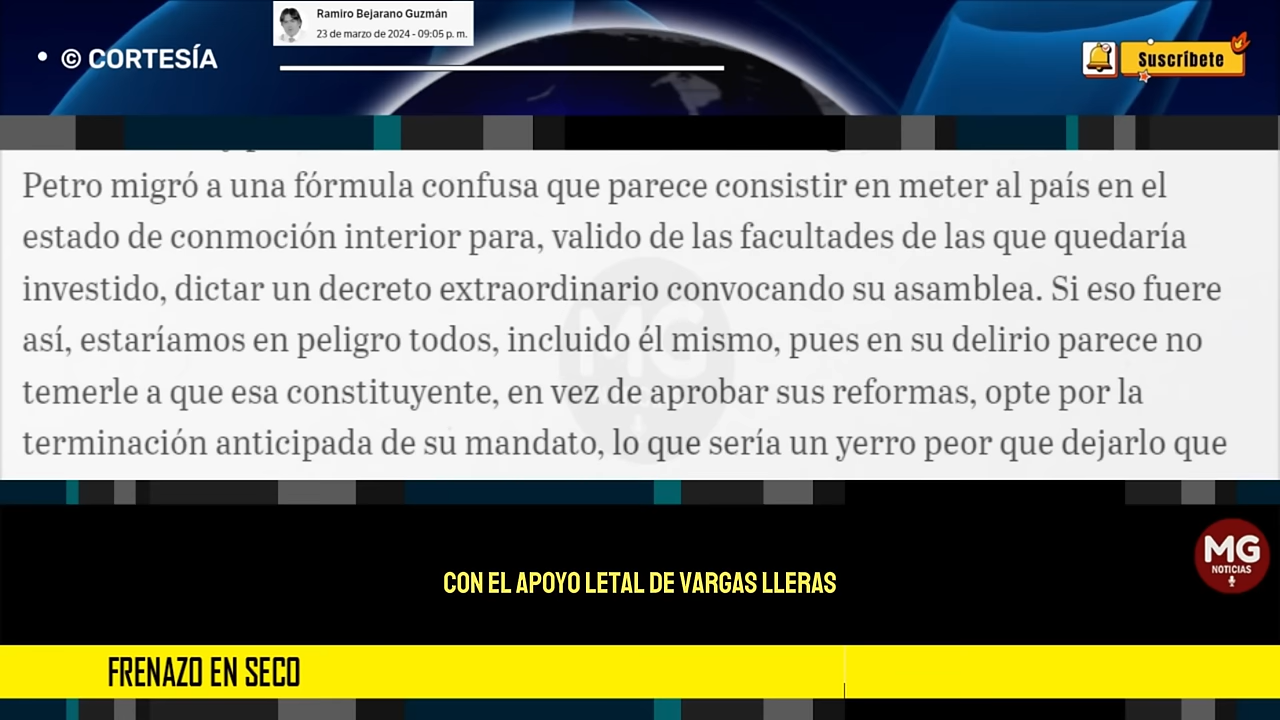 Ramiro Bejarano Guzmán
23 de marzo de 2024 - 09:05 p. m.
• © CORTESÍA
Suscríbete
Petro migró a una fórmula confusa que parece consistir en meter al país en el
estado de conmoción interior para, valido de las facultades de las que quedaría
investido, dictar un decreto extraordinario convocando su asamblea. Si eso fuere
así, estaríamos en peligro todos, incluido él mismo, pues en su delirio parece no
temerle a que esa constituyente, en vez de aprobar sus reformas, opte por la
terminación anticipada de su mandato, lo que sería un yerro peor que dejarlo que
MG
MG
NOTICIAS
CON EL APOYO LETAL DE VARGAS LLERAS
FRENAZO EN SECO